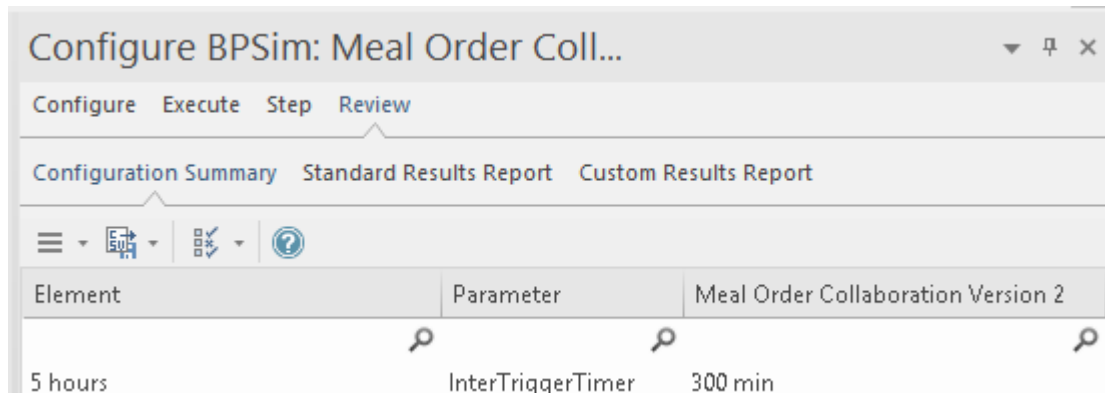 Configure BPSim: Meal Order Coll...
Configure Execute Step Review
Configuration Summary Standard Results Report Custom Results Report
Element Parameter Meal Order Collaboration Version 2
5 hours InterTriggerTimer 300 min